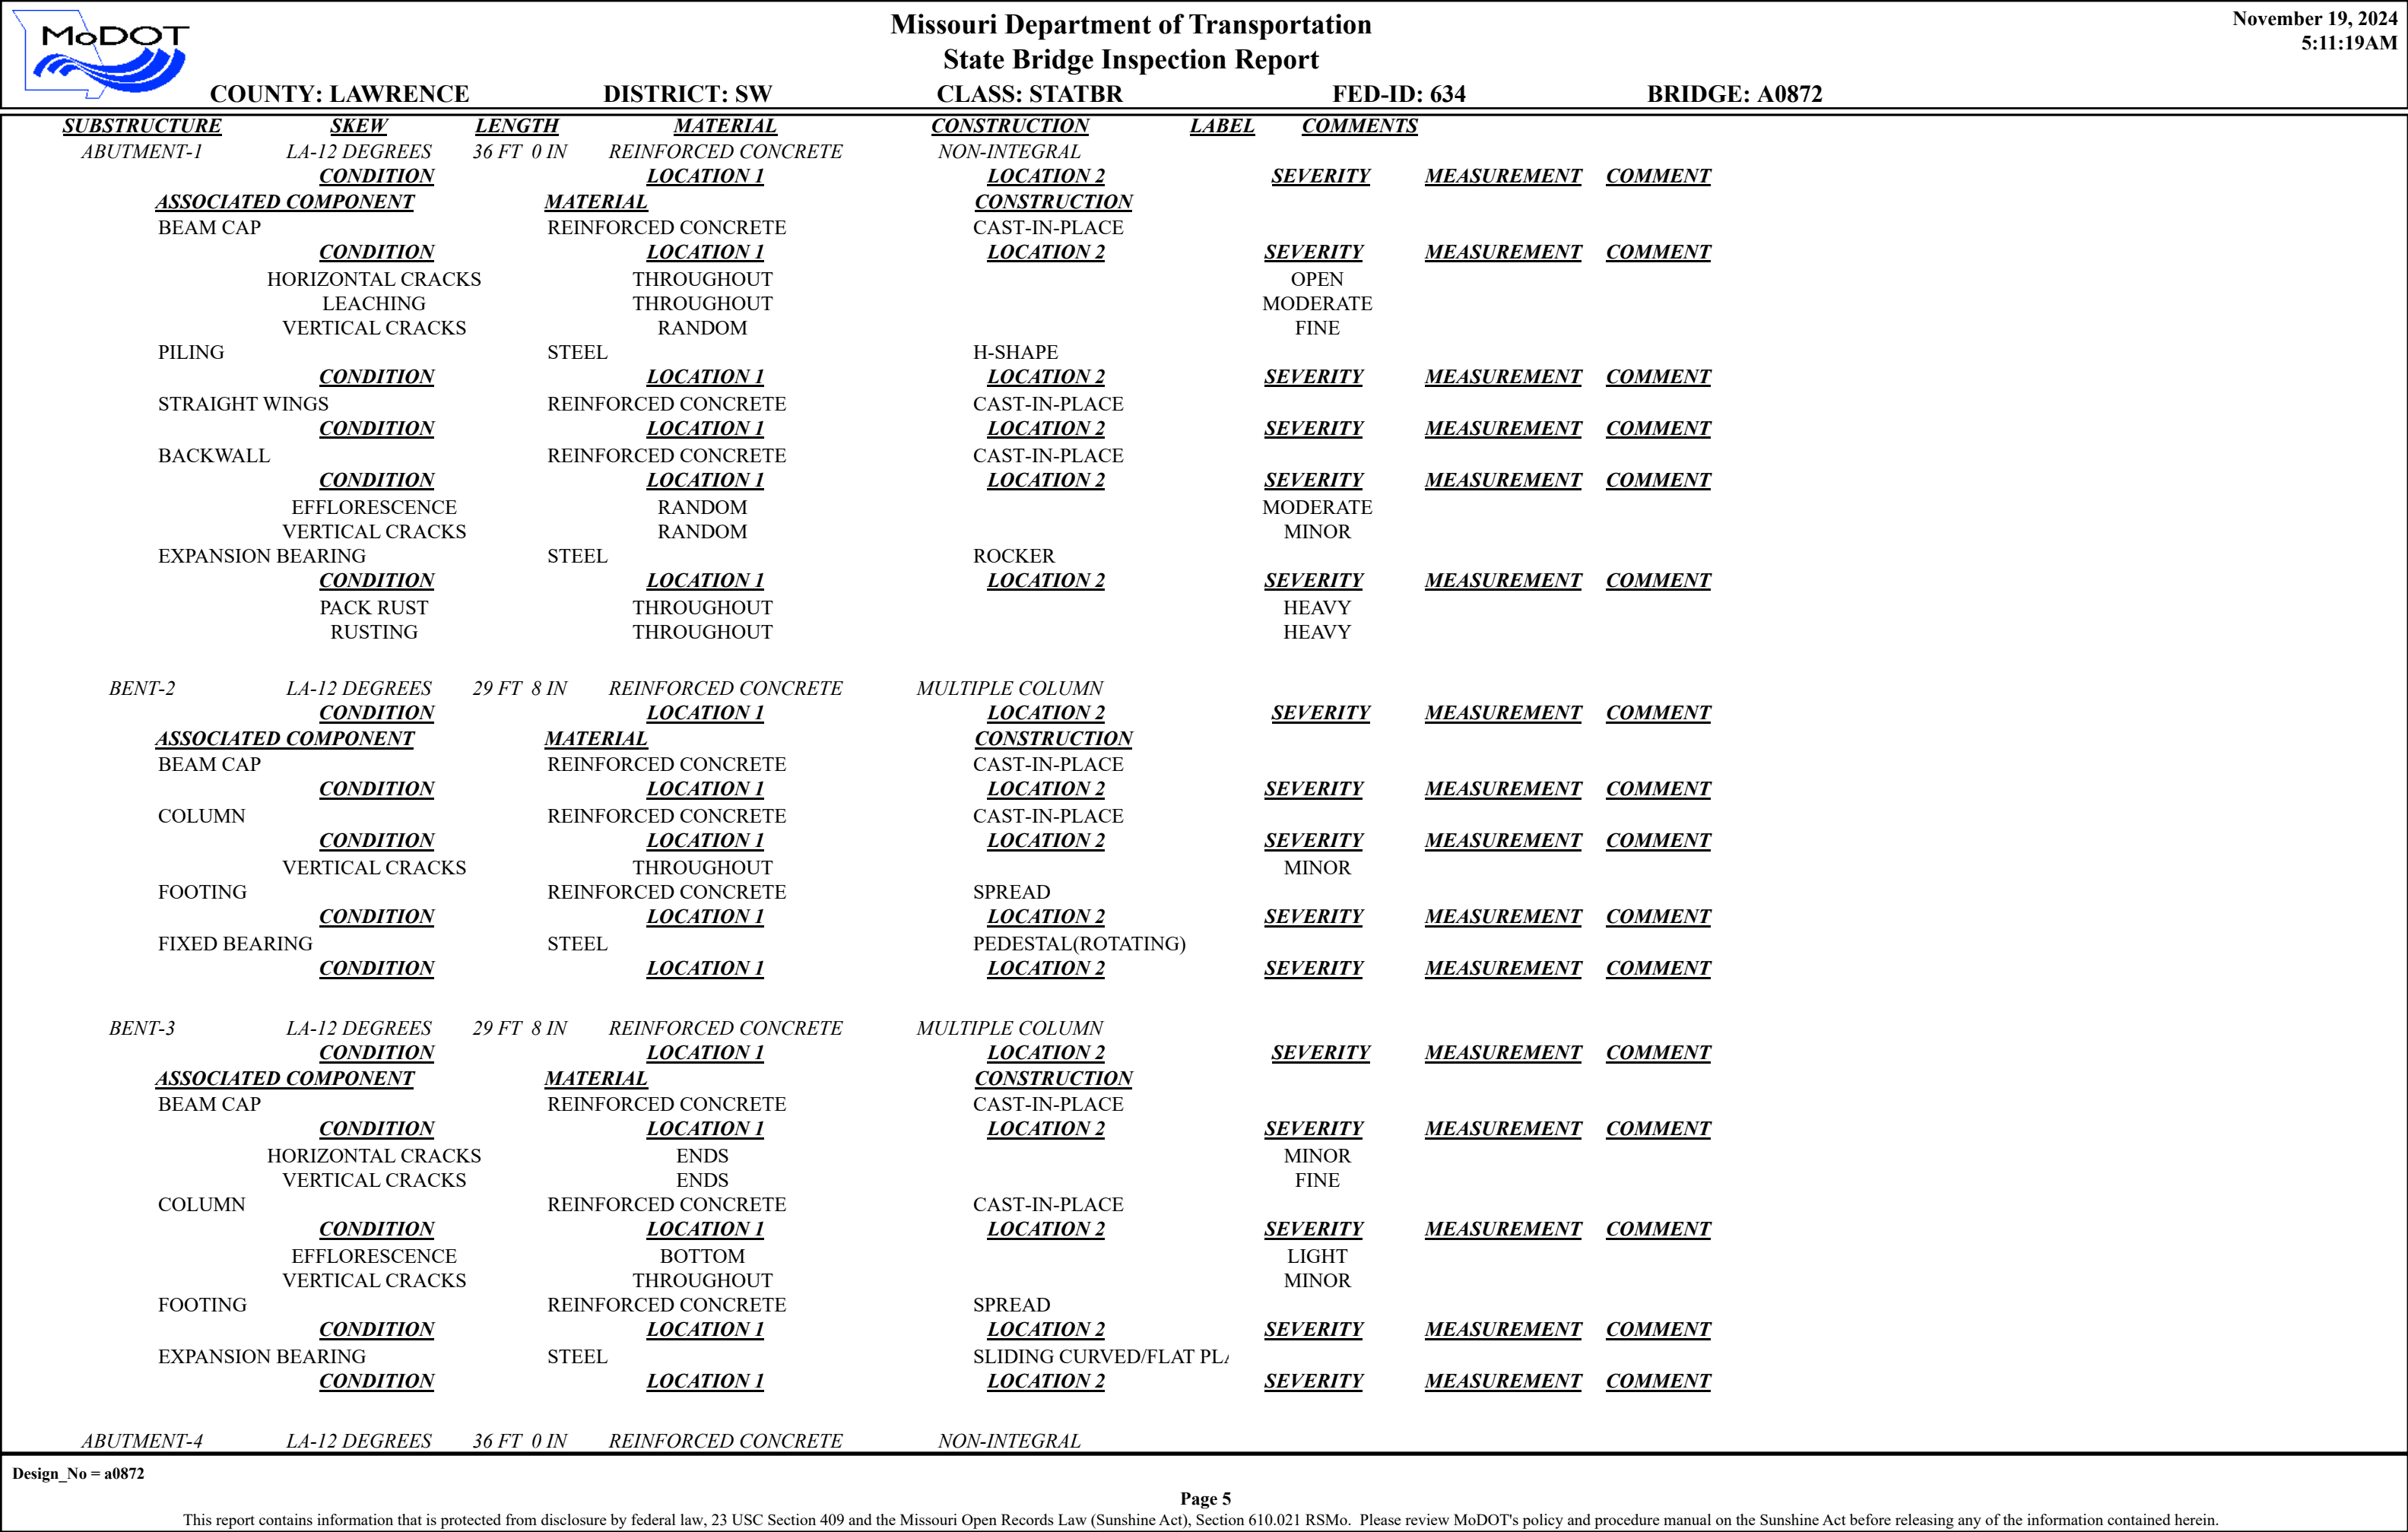 MoDOT
Missouri Department of Transportation
State Bridge Inspection Report
November 19, 2024
5:11:19AM
COUNTY: LAWRENCE DISTRICT: SW CLASS: STATBR FED-ID: 634 BRIDGE: A0872
SUBSTRUCTURE SKEW LENGTH MATERIAL CONSTRUCTION LABEL COMMENTS
ABUTMENT-1 LA-12 DEGREES 36 FT 0 IN REINFORCED CONCRETE NON-INTEGRAL
CONDITION LOCATION 1 LOCATION 2 SEVERITY MEASUREMENT COMMENT
ASSOCIATED COMPONENT MATERIAL CONSTRUCTION
BEAM CAP REINFORCED CONCRETE CAST-IN-PLACE
CONDITION LOCATION 1 LOCATION 2 SEVERITY MEASUREMENT COMMENT
HORIZONTAL CRACKS THROUGHOUT OPEN
LEACHING THROUGHOUT MODERATE
VERTICAL CRACKS RANDOM FINE
PILING STEEL H-SHAPE
CONDITION LOCATION 1 LOCATION 2 SEVERITY MEASUREMENT COMMENT
STRAIGHT WINGS REINFORCED CONCRETE CAST-IN-PLACE
CONDITION LOCATION 1 LOCATION 2 SEVERITY MEASUREMENT COMMENT
BACKWALL REINFORCED CONCRETE CAST-IN-PLACE
CONDITION LOCATION 1 LOCATION 2 SEVERITY MEASUREMENT COMMENT
EFFLORESCENCE RANDOM MODERATE
VERTICAL CRACKS RANDOM MINOR
EXPANSION BEARING STEEL ROCKER
CONDITION LOCATION 1 LOCATION 2 SEVERITY MEASUREMENT COMMENT
PACK RUST THROUGHOUT HEAVY
RUSTING THROUGHOUT HEAVY
BENT-2 LA-12 DEGREES 29 FT 8 IN REINFORCED CONCRETE MULTIPLE COLUMN
CONDITION LOCATION 1 LOCATION 2 SEVERITY MEASUREMENT COMMENT
ASSOCIATED COMPONENT MATERIAL CONSTRUCTION
BEAM CAP REINFORCED CONCRETE CAST-IN-PLACE
CONDITION LOCATION 1 LOCATION 2 SEVERITY MEASUREMENT COMMENT
COLUMN REINFORCED CONCRETE CAST-IN-PLACE
CONDITION LOCATION 1 LOCATION 2 SEVERITY MEASUREMENT COMMENT
VERTICAL CRACKS THROUGHOUT MINOR
FOOTING REINFORCED CONCRETE SPREAD
CONDITION LOCATION 1 LOCATION 2 SEVERITY MEASUREMENT COMMENT
FIXED BEARING STEEL PEDESTAL(ROTATING)
CONDITION LOCATION 1 LOCATION 2 SEVERITY MEASUREMENT COMMENT
BENT-3 LA-12 DEGREES 29 FT 8 IN REINFORCED CONCRETE MULTIPLE COLUMN
CONDITION LOCATION 1 LOCATION 2 SEVERITY MEASUREMENT COMMENT
ASSOCIATED COMPONENT MATERIAL CONSTRUCTION
BEAM CAP REINFORCED CONCRETE CAST-IN-PLACE
CONDITION LOCATION 1 LOCATION 2 SEVERITY MEASUREMENT COMMENT
HORIZONTAL CRACKS ENDS MINOR
VERTICAL CRACKS ENDS FINE
COLUMN REINFORCED CONCRETE CAST-IN-PLACE
CONDITION LOCATION 1 LOCATION 2 SEVERITY MEASUREMENT COMMENT
EFFLORESCENCE BOTTOM LIGHT
VERTICAL CRACKS THROUGHOUT MINOR
FOOTING REINFORCED CONCRETE SPREAD
CONDITION LOCATION 1 LOCATION 2 SEVERITY MEASUREMENT COMMENT
EXPANSION BEARING STEEL SLIDING CURVED/FLAT PLA
CONDITION LOCATION 1 LOCATION 2 SEVERITY MEASUREMENT COMMENT
ABUTMENT-4 LA-12 DEGREES 36 FT 0 IN REINFORCED CONCRETE NON-INTEGRAL
Design_No = a0872
Page 5
This report contains information that is protected from disclosure by federal law, 23 USC Section 409 and the Missouri Open Records Law (Sunshine Act), Section 610.021 RSMo. Please review MoDOT's policy and procedure manual on the Sunshine Act before releasing any of the information contained herein.